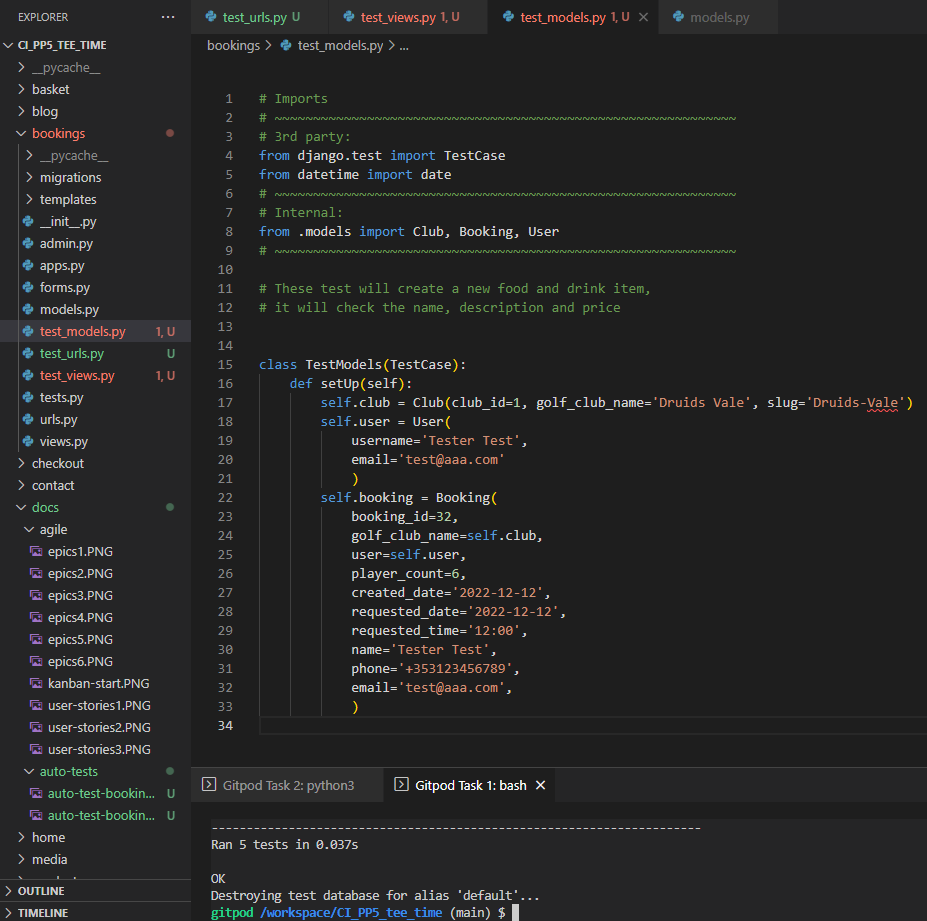 EXPLORER
CI_PP5_TEE_TIME
__pycache__
basket
blog
bookings
__pycache__
migrations
templates
__init__.py
admin.py
apps.py
forms.py
models.py
test_models.py 1, U
test_urls.py U
test_views.py 1, U
tests.py
urls.py
views.py
checkout
contact
docs
agile
epics1.PNG
epics2.PNG
epics3.PNG
epics4.PNG
epics5.PNG
epics6.PNG
kanban-start.PNG
user-stories1.PNG
user-stories2.PNG
user-stories3.PNG
auto-tests
auto-test-bookin... U
auto-test-bookin... U
home
media
OUTLINE
TIMELINE
test_urls.py U
test_views.py 1, U
test_models.py 1, U
models.py
bookings > test_models.py > ...
1 # Imports
2 # ~~~~~~~~~~~~~~~~~~~~~~~~~~~~~~~~~~~~~~~~~~~~~~~~~~~~~~~~~~~~
3 # 3rd party:
4 from django.test import TestCase
5 from datetime import date
6 # ~~~~~~~~~~~~~~~~~~~~~~~~~~~~~~~~~~~~~~~~~~~~~~~~~~~~~~~~~~~~
7 # Internal:
8 from .models import Club, Booking, User
9 # ~~~~~~~~~~~~~~~~~~~~~~~~~~~~~~~~~~~~~~~~~~~~~~~~~~~~~~~~~~~~
10
11 # These test will create a new food and drink item,
12 # it will check the name, description and price
13
14
15 class TestModels(TestCase):
16 def setUp(self):
17 self.club = Club(club_id=1, golf_club_name='Druids Vale', slug='Druids-Vale')
18 self.user = User(
19 username='Tester Test',
20 email='test@aaa.com'
21 )
22 self.booking = Booking(
23 booking_id=32,
24 golf_club_name=self.club,
25 user=self.user,
26 player_count=6,
27 created_date='2022-12-12',
28 requested_date='2022-12-12',
29 requested_time='12:00',
30 name='Tester Test',
31 phone='+353123456789',
32 email='test@aaa.com',
33 )
34
Gitpod Task 2: python3
Gitpod Task 1: bash
----------------------------------------------------------------------
Ran 5 tests in 0.037s
OK
Destroying test database for alias 'default'...
gitpod /workspace/CI_PP5_tee_time (main) $